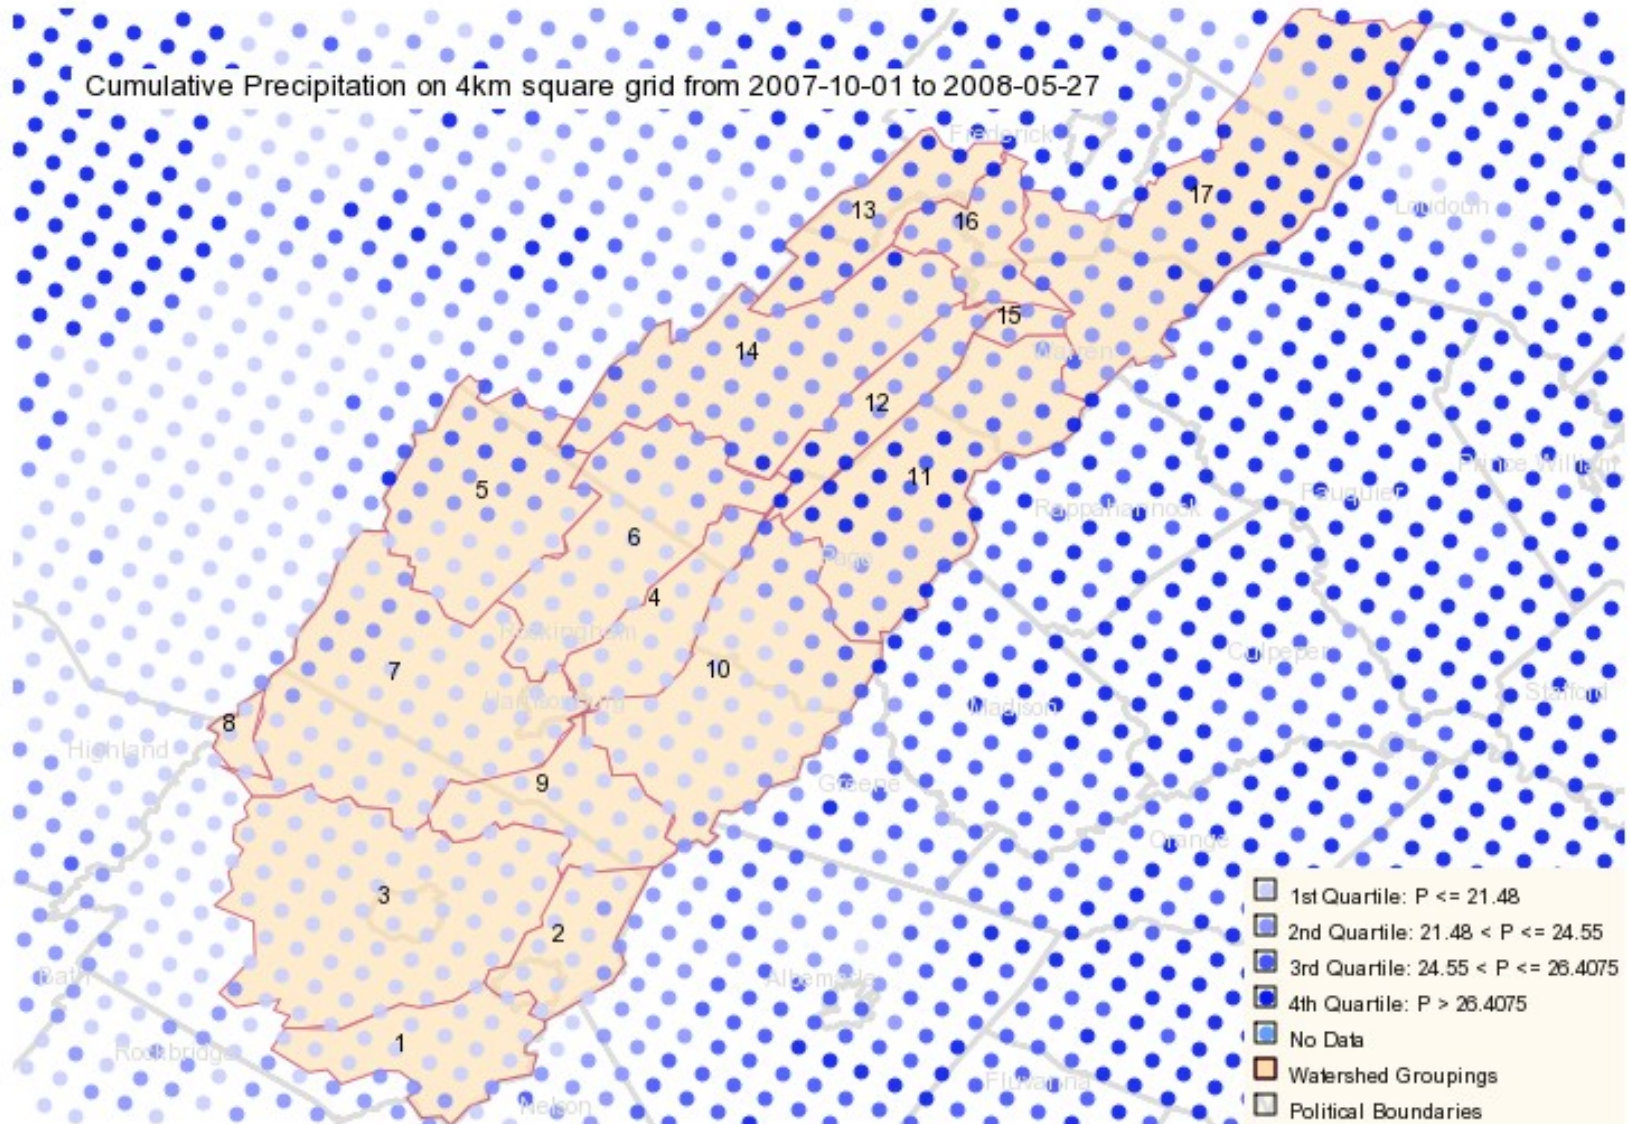 Cumulative Precipitation on 4km square grid from 2007-10-01 to 2008-05-27
Frederick
17
Loudoun
13
16
15
14
Warren
12
11
Prince William
5
Rappahannock
Fauquier
6
Page
4
Rockingham
Culpeper
7
10
Stafford
Harrisonburg
Madison
8
Highland
9
Greene
Orange
3
2
Bath
Albemarle
1
Rockbridge
Fluvanna
Nelson
1st Quartile: P <= 21.48
2nd Quartile: 21.48 < P <= 24.55
3rd Quartile: 24.55 < P <= 26.4075
4th Quartile: P > 26.4075
No Data
Watershed Groupings
Political Boundaries